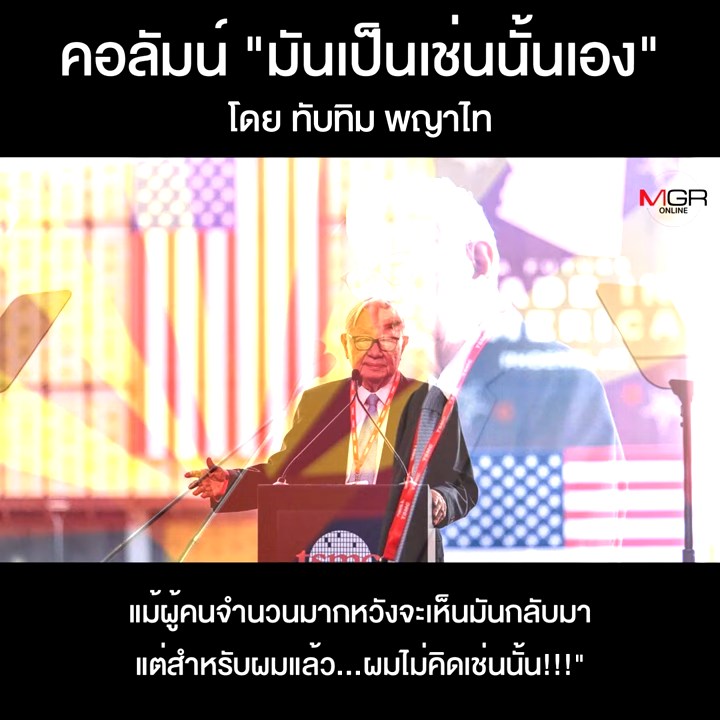 คอลัมน์ "มันเป็นเช่นนั้นเอง"
โดย ทับทิม พญาไท
MGR
ONLINE
ADE IN
MERICA
tsmc
แม้ผู้คนจำนวนมากหวังจะเห็นมันกลับมา
แต่สำหรับผมแล้ว...ผมไม่คิดเช่นนั้น!!!"